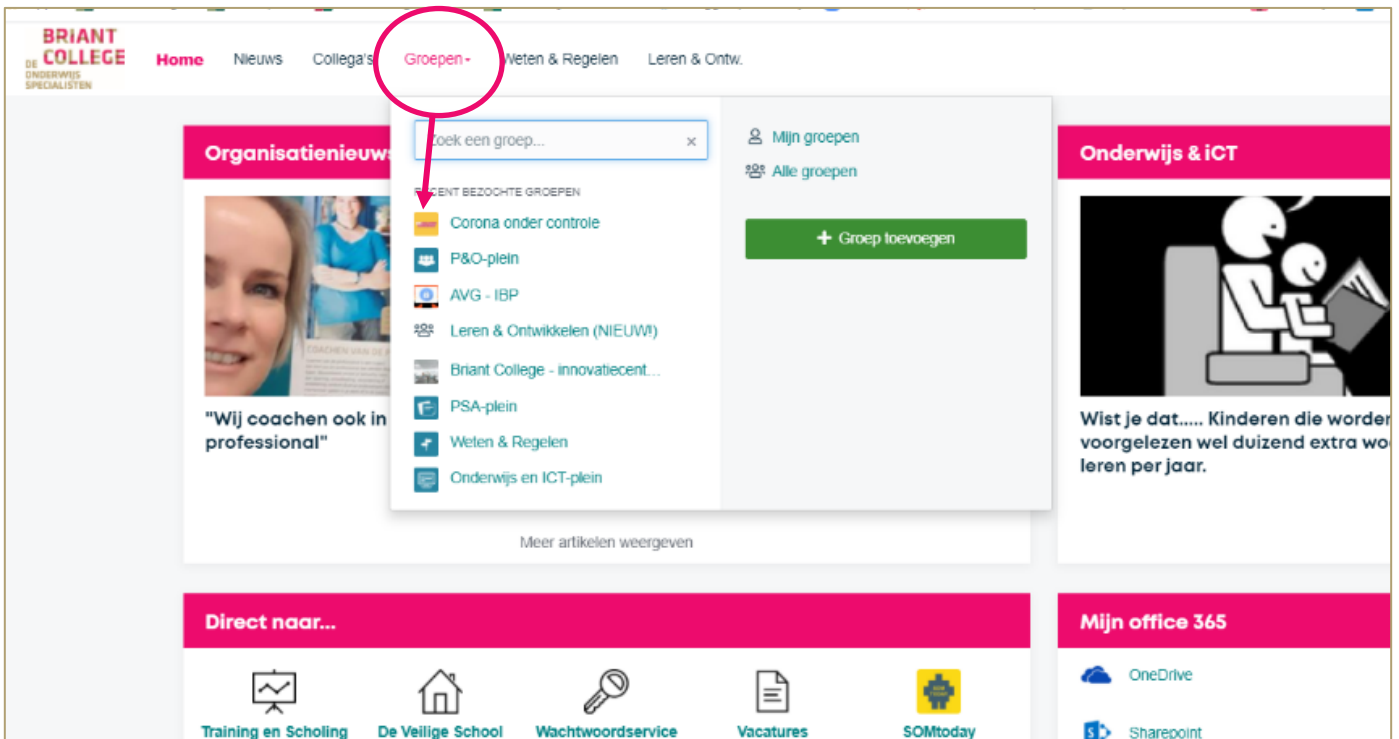 BRIANT
DE COLLEGE
ONDERWIJS
SPECIALISTEN
Home Nieuws Collega's Groepen Weten & Regelen Leren & Ontw.
Organisatienieuws
Zoek een groep... ×
RECENT BEZOCHTE GROEPEN
Corona onder controle
P&O-plein
AVG - IBP
Leren & Ontwikkelen (NIEUW!)
Briant College - innovatiecent...
PSA-plein
Weten & Regelen
Onderwijs en ICT-plein
Mijn groepen
Alle groepen
+ Groep toevoegen
"Wij coachen ook in
professional"
Meer artikelen weergeven
Onderwijs & iCT
Wist je dat..... Kinderen die worden
voorgelezen wel duizend extra wo
leren per jaar.
Direct naar...
Training en Scholing De Veilige School Wachtwoordservice Vacatures SOMtoday
Mijn office 365
OneDrive
Sharepoint